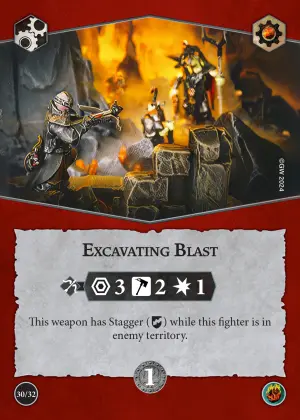 ©GW 2024
EXCAVATING BLAST
3 2 1
This weapon has Stagger () while this fighter is in
enemy territory.
1
30/32